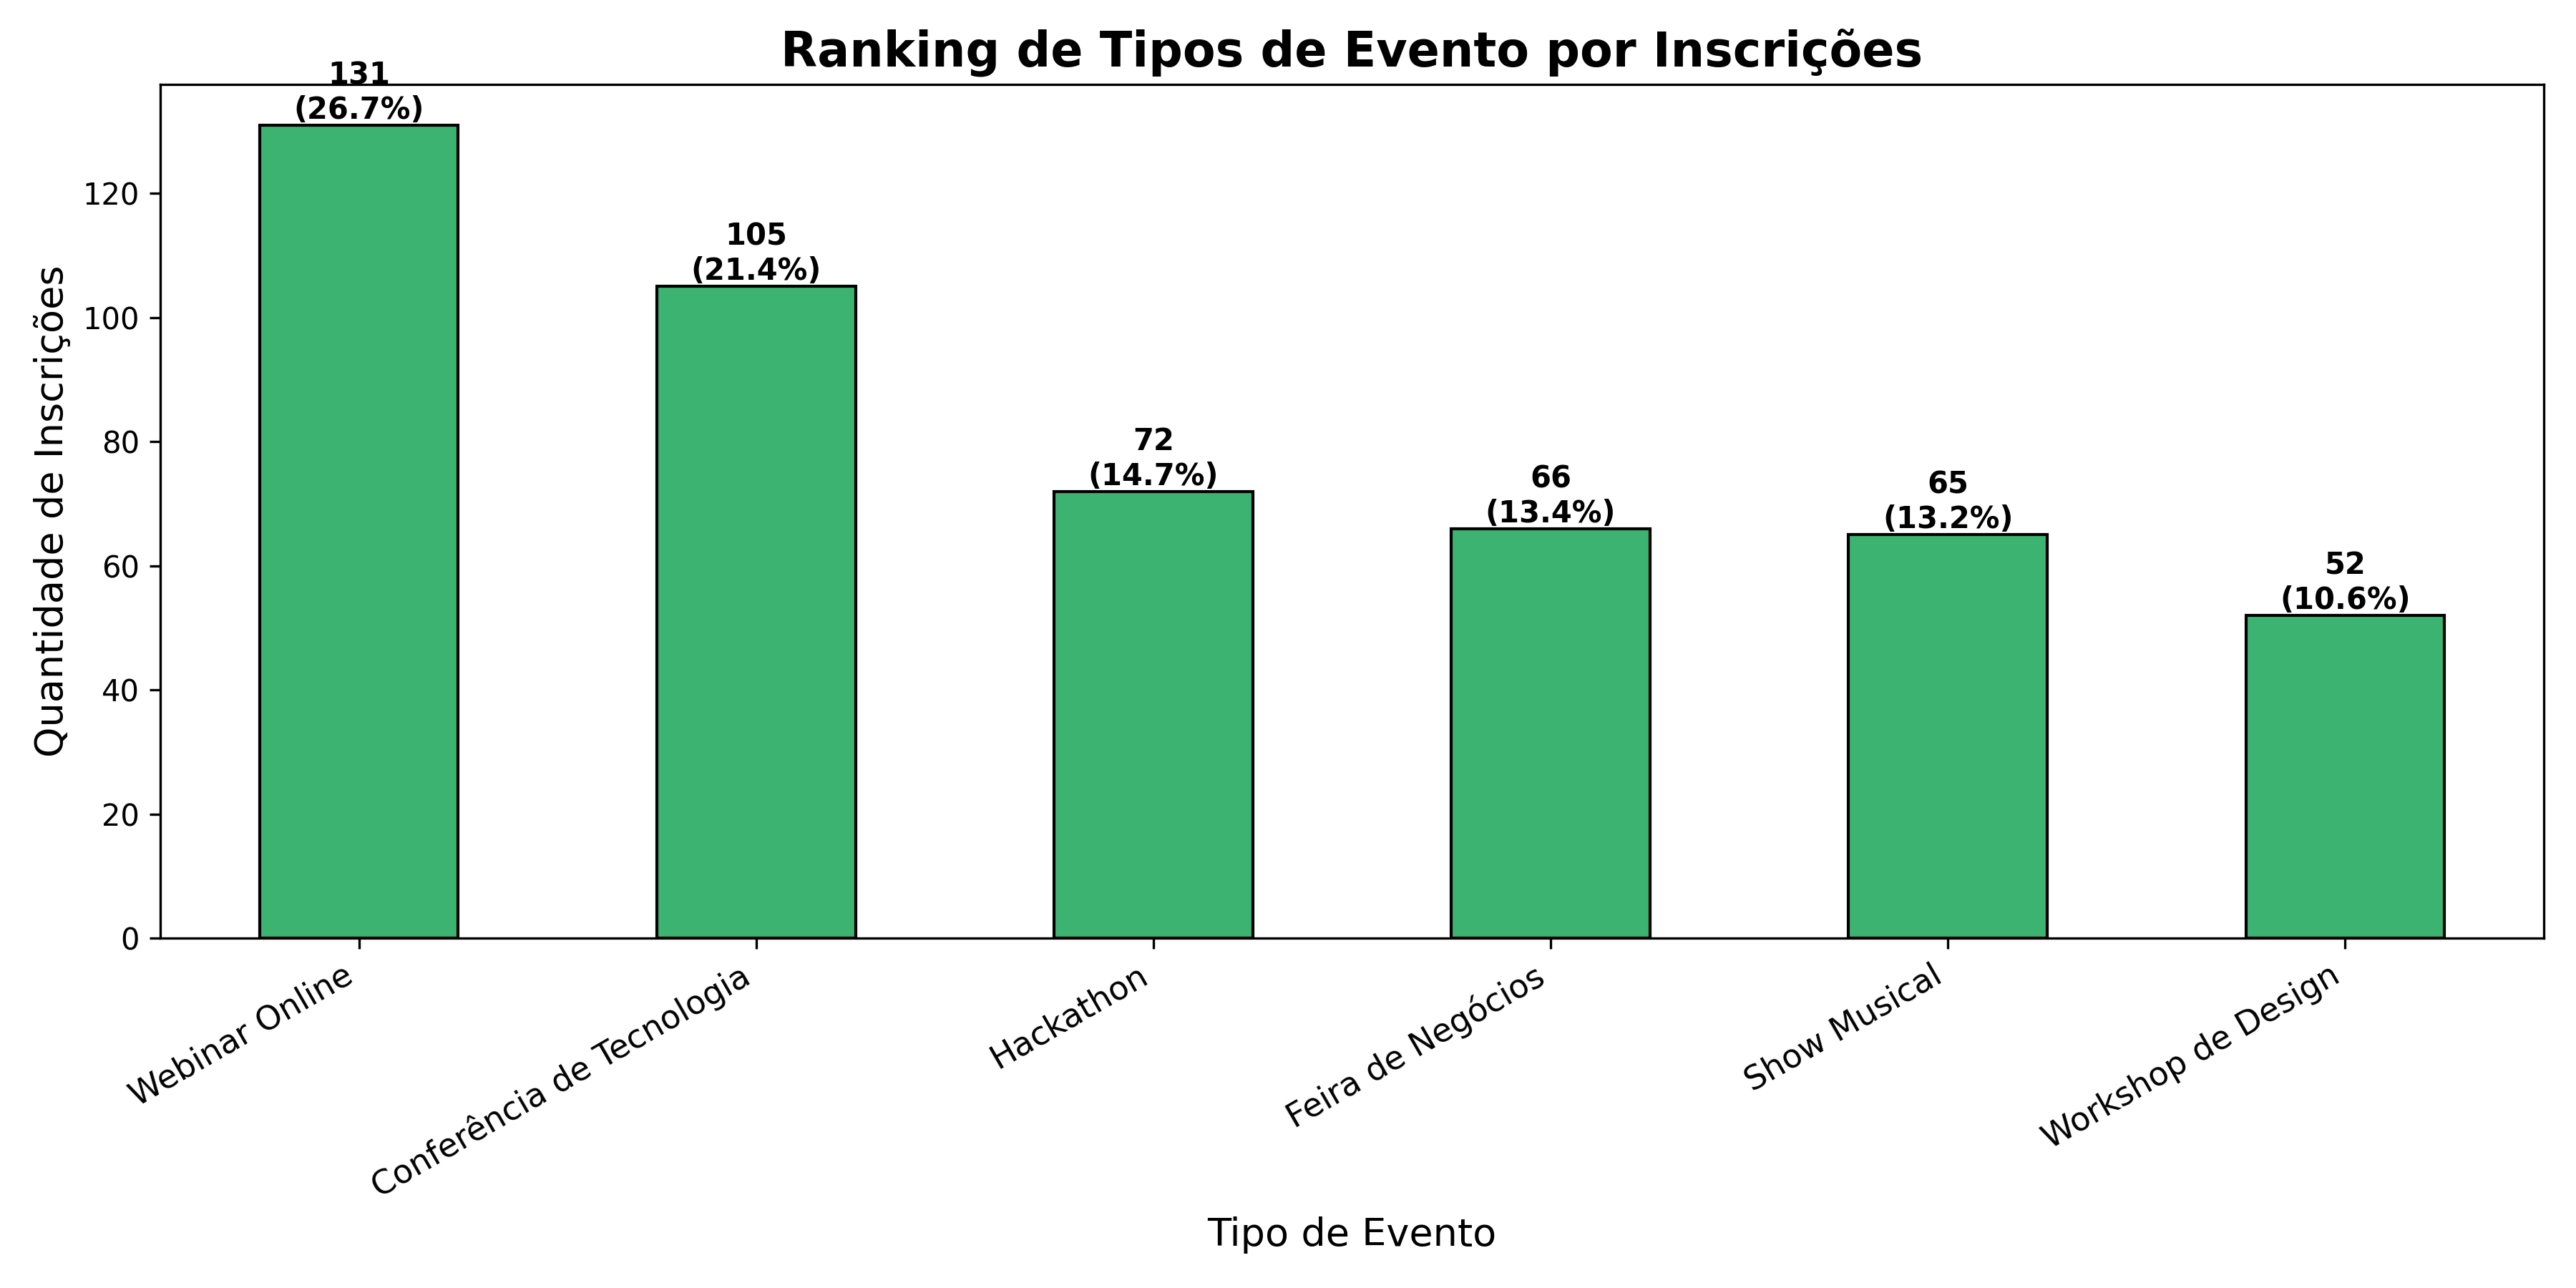 Ranking de Tipos de Evento por Inscrições
131
(26.7%)
105
(21.4%)
72
(14.7%)
66
(13.4%)
65
(13.2%)
52
(10.6%)
Quantidade de Inscrições
120
100
80
60
40
20
0
Webinar Online
Conferência de Tecnologia
Hackathon
Feira de Negócios
Show Musical
Workshop de Design
Tipo de Evento